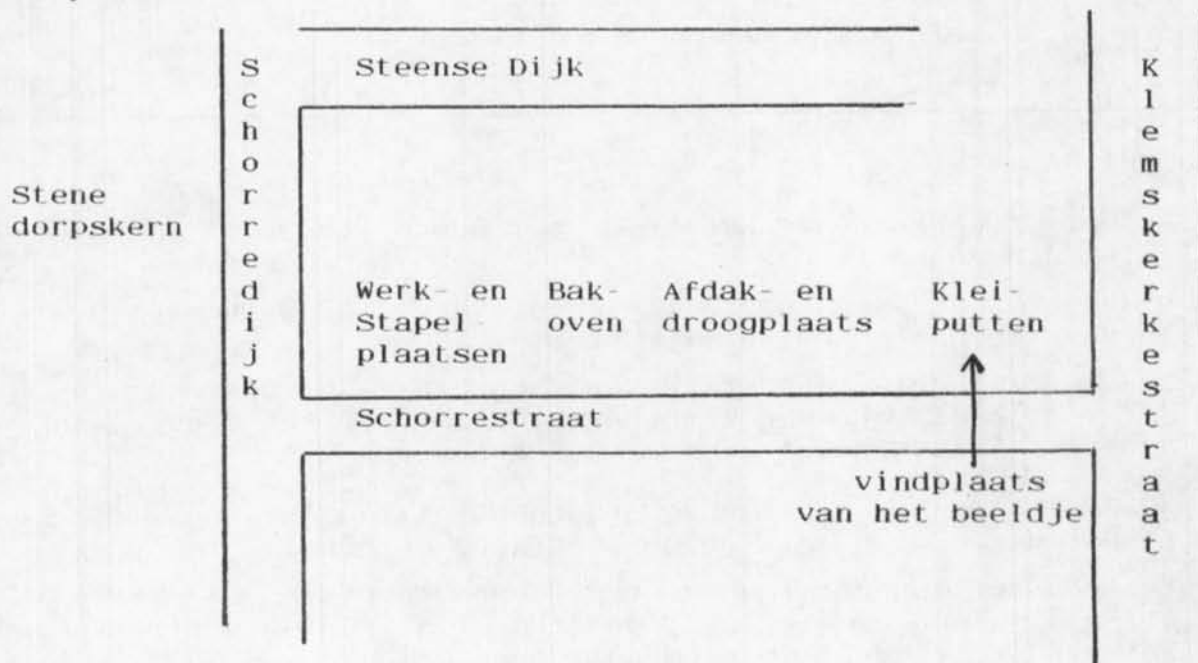 Steense Dijk
Schorredijk
Klemskerkestraat
Stene
dorpskern
Werk- en Bak- Afdak- en Klei-
Stapel oven droogplaats putten
plaatsen
Schorrestraat
vindplaats
van het beeldje